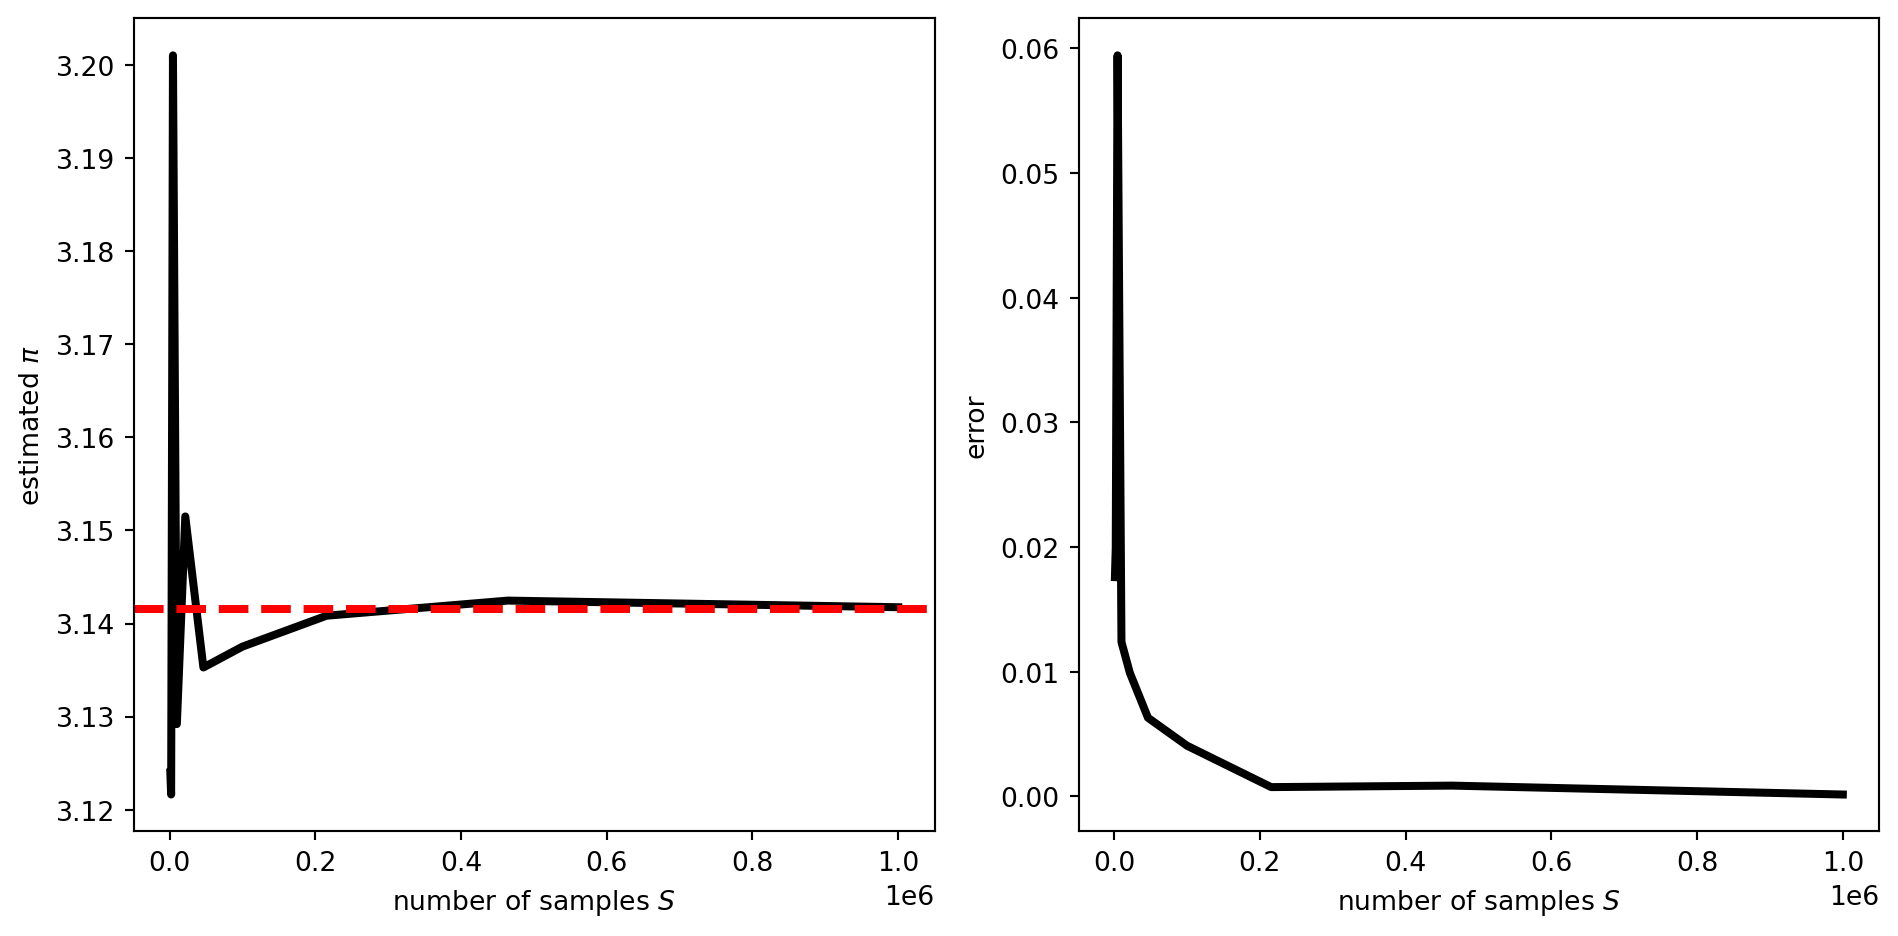 3.20
3.19
3.18
3.17
3.16
3.15
3.14
3.13
3.12
estimated π
0.0 0.2 0.4 0.6 0.8 1.0
1e6
number of samples S
0.06
0.05
0.04
0.03
0.02
0.01
0.00
error
0.0 0.2 0.4 0.6 0.8 1.0
1e6
number of samples S